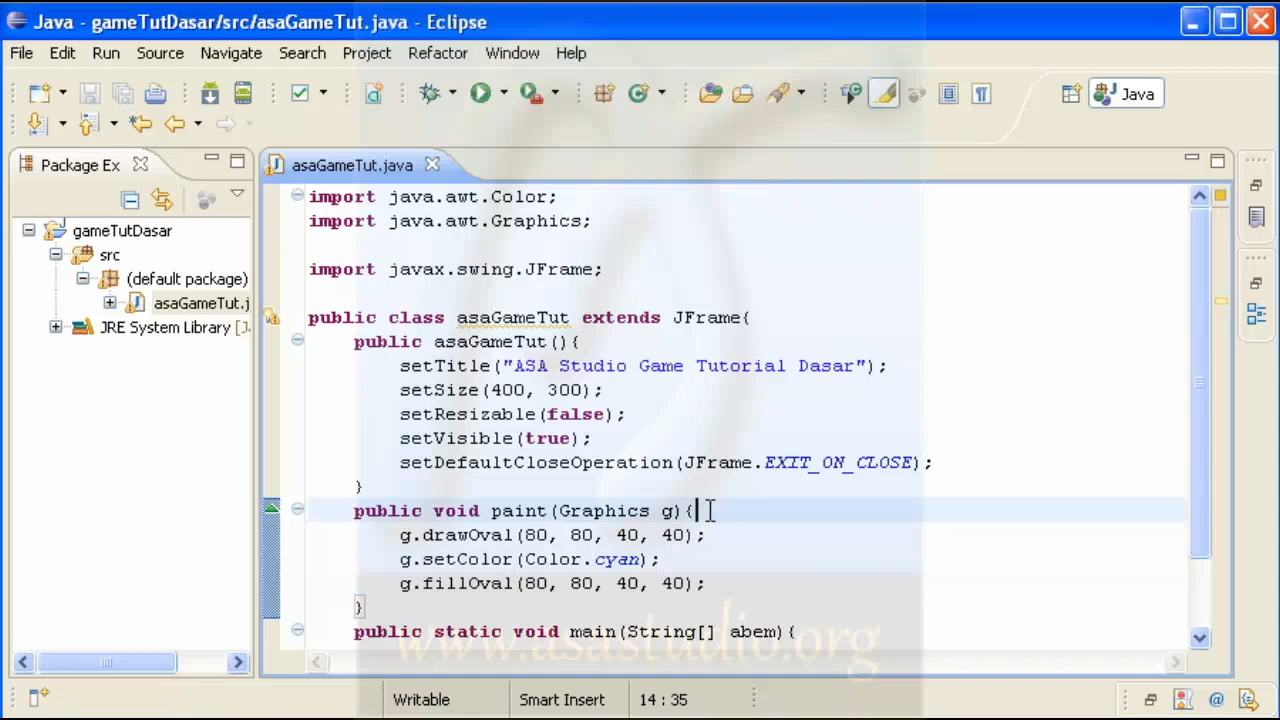 Java - gameTutDasar/src/asaGameTut.java - Eclipse
File Edit Run Source Navigate Search Project Refactor Window Help
Java
Package Ex
asaGameTut.java
gameTutDasar
src
(default package)
asaGameTut.j
JRE System Library [J
import java.awt.Color;
import java.awt.Graphics;
import javax.swing.JFrame;
public class asaGameTut extends JFrame{
public asaGameTut(){
setTitle("ASA Studio Game Tutorial Dasar");
setSize(400, 300);
setResizable(false);
setVisible(true);
setDefaultCloseOperation(JFrame.EXIT_ON_CLOSE);
}
public void paint(Graphics g){
g.drawOval(80, 80, 40, 40);
g.setColor(Color.cyan);
g.fillOval(80, 80, 40, 40);
}
public static void main(String[] abem){
www.asastudio.org
Writable Smart Insert 14 : 35